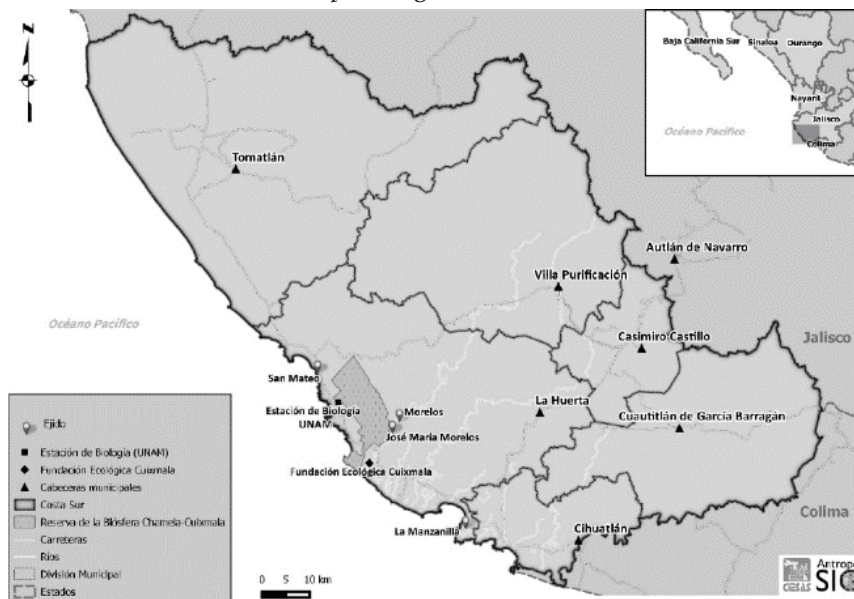 z
Baja California Sur
Sinaloa
Durango
Nayarit
Jalisco
Océano Pacífico
Colima
Tomatlán
Autlán de Navarro
Villa Purificación
Océano Pacífico
Casimiro Castillo
Jalisco
San Mateo
Estación de Biología
UNAM
Morelos
José María Morelos
La Huerta
Cuautitlán de García Barragán
Fundación Ecológica Cuixmala
Colima
La Manzanilla
Cihuatlán
Ejido
Estación de Biología (UNAM)
Fundación Ecológica Cuixmala
Cabeceras municipales
Costa Sur
Reserva de la Biósfera Chamela-Cuixmala
Carreteras
Ríos
División Municipal
Estados
0 5 10 km
CIESAS
Antropo
SIG